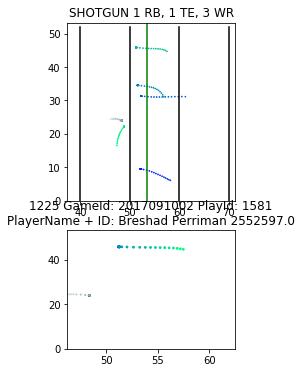 SHOTGUN 1 RB, 1 TE, 3 WR
50
40
30
20
10
0
40 50 60 70
1225 GameId: 2017091002 PlayId: 1581
PlayerName + ID: Breshad Perriman 2552597.0
40
20
0
50 55 60